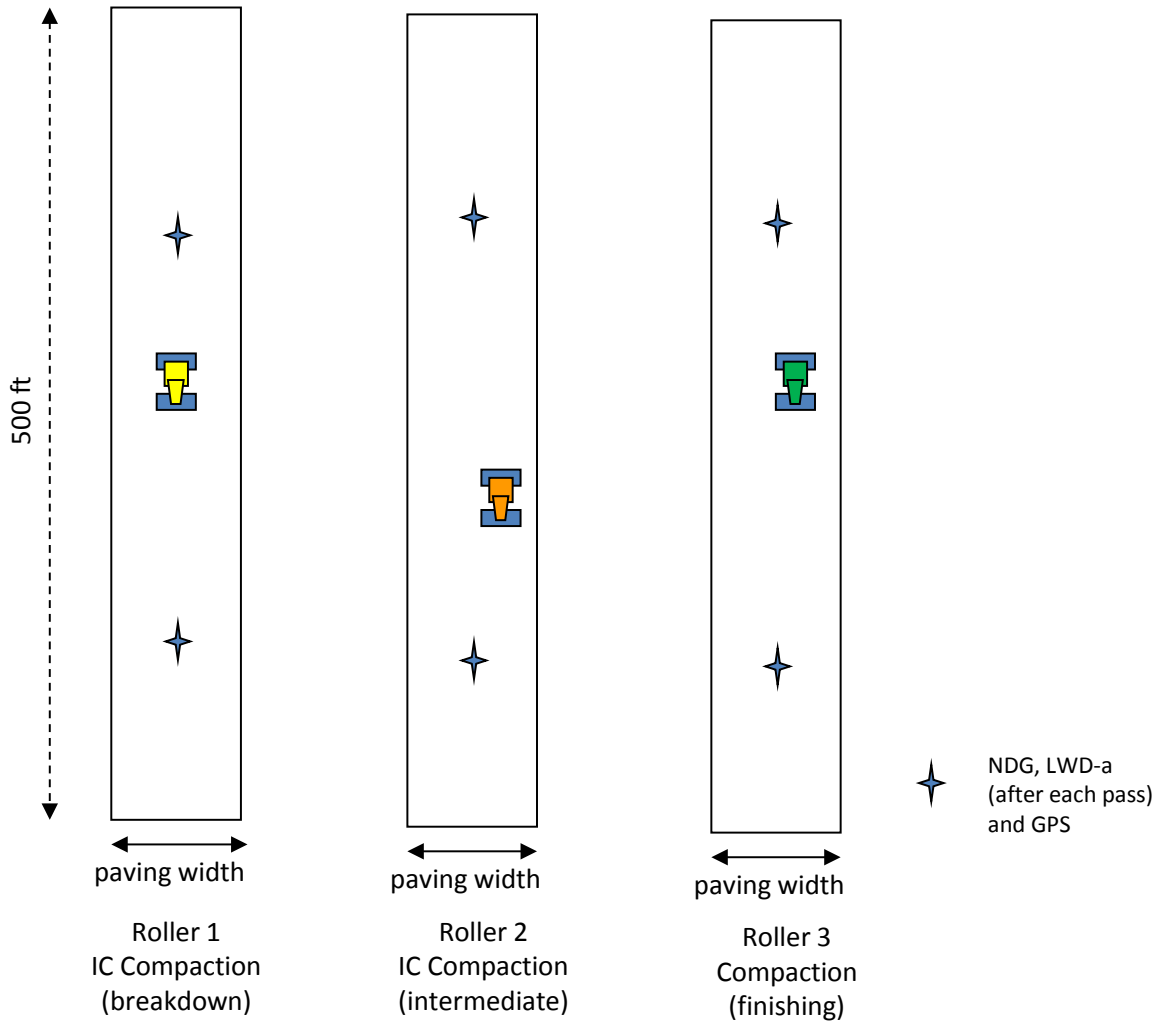 500 ft
NDG, LWD-a
(after each pass)
and GPS
paving width
paving width
paving width
Roller 1
IC Compaction
(breakdown)
Roller 2
IC Compaction
(intermediate)
Roller 3
Compaction
(finishing)